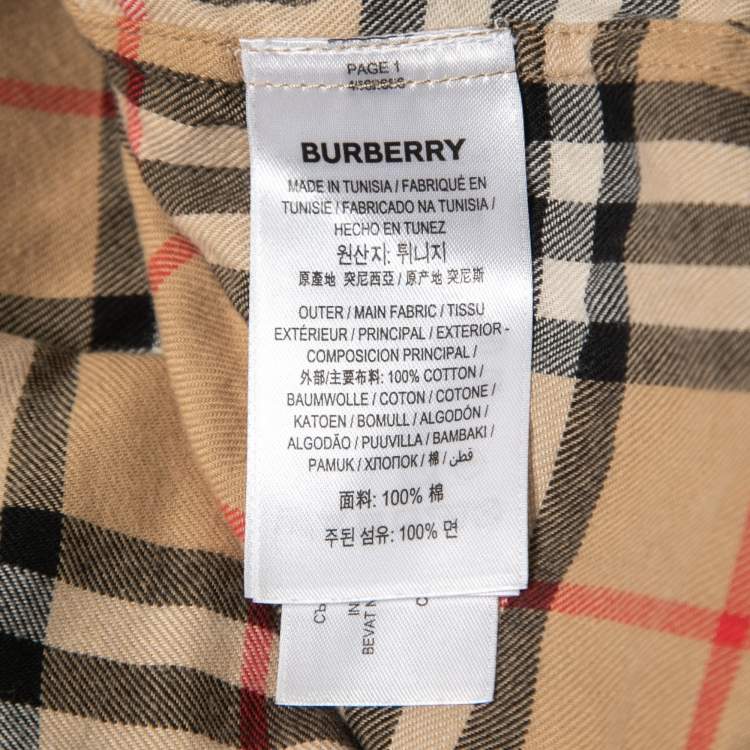 PAGE 1
BURBERRY
MADE IN TUNISIA / FABRIQUÉ EN
TUNISIE / FABRICADO NA TUNISIA /
HECHO EN TUNEZ
원산지: 튀니지
原產地 突尼西亞 / 原产地 突尼斯
OUTER / MAIN FABRIC / TISSU
EXTÉRIEUR / PRINCIPAL / EXTERIOR -
COMPOSICION PRINCIPAL /
外部/主要布料: 100% COTTON /
BAUMWOLLE / COTON / COTONE /
KATOEN / BOMULL / ALGODÓN /
ALGODÃO / PUUVILLA / BAMBAKI /
PAMUK / ХЛОПОК / 棉 / قطن /
面料: 100% 棉
주된 섬유: 100% 면
BEVAT